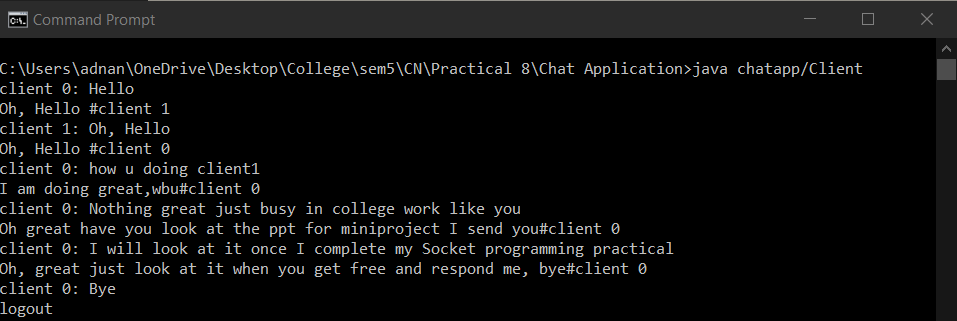 Command Prompt
C:\Users\adnan\OneDrive\Desktop\College\sem5\CN\Practical 8\Chat Application>java chatapp/Client
client 0: Hello
Oh, Hello #client 1
client 1: Oh, Hello
Oh, Hello #client 0
client 0: how u doing client1
I am doing great,wbu#client 0
client 0: Nothing great just busy in college work like you
Oh great have you look at the ppt for miniproject I send you#client 0
client 0: I will look at it once I complete my Socket programming practical
Oh, great just look at it when you get free and respond me, bye#client 0
client 0: Bye
logout